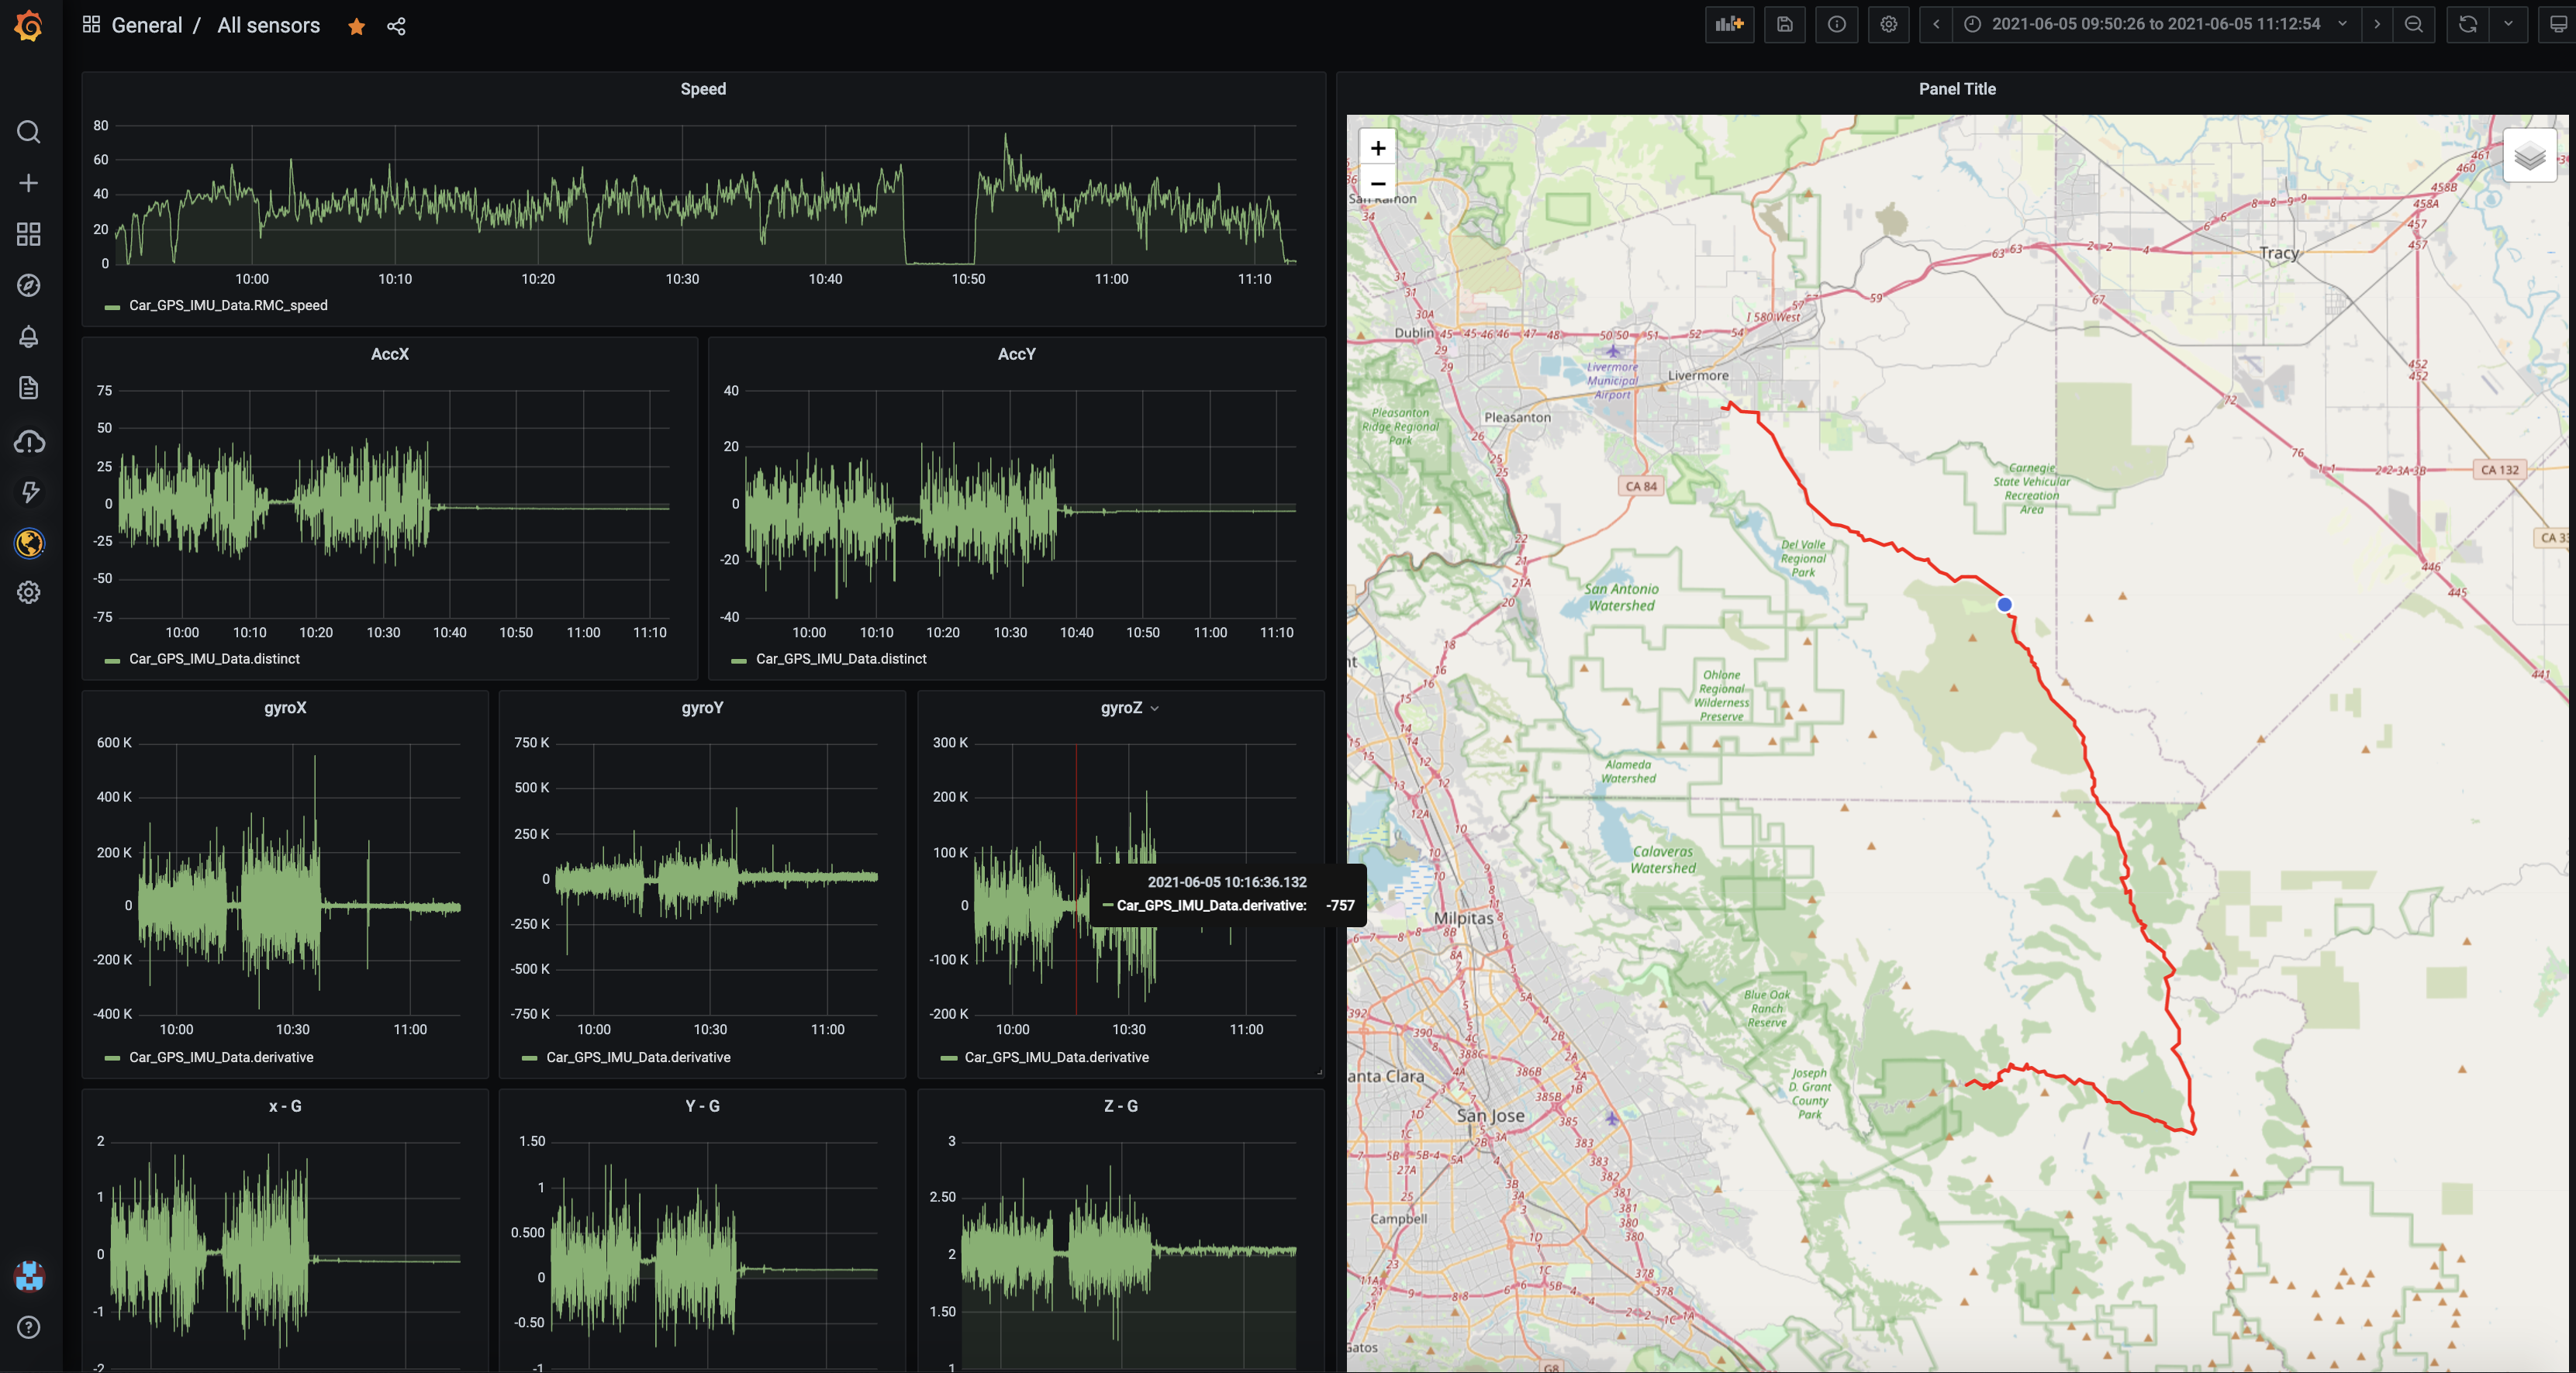 General / All sensors
2021-06-05 09:50:26 to 2021-06-05 11:12:54
Speed
80
60
40
20
0
10:00 10:10 10:20 10:30 10:40 10:50 11:00 11:10
Car_GPS_IMU_Data.RMC_speed
AccX
75
50
25
0
-25
-50
-75
10:00 10:10 10:20 10:30 10:40 10:50 11:00 11:10
Car_GPS_IMU_Data.distinct
AccY
40
20
0
-20
-40
10:00 10:10 10:20 10:30 10:40 10:50 11:00 11:10
Car_GPS_IMU_Data.distinct
gyroX
600 K
400 K
200 K
0
-200 K
-400 K
10:00 10:30 11:00
Car_GPS_IMU_Data.derivative
gyroY
750 K
500 K
250 K
0
-250 K
-500 K
-750 K
10:00 10:30 11:00
Car_GPS_IMU_Data.derivative
gyroZ
300 K
200 K
100 K
0
-100 K
-200 K
10:00 10:30 11:00
2021-06-05 10:16:36.132
Car_GPS_IMU_Data.derivative: -757
Car_GPS_IMU_Data.derivative
x - G
2
1
0
-1
-2
Y - G
1.50
1
0.500
0
-0.50
-1
Z - G
3
2.50
2
1.50
1
Panel Title
+
−
San Ramon
Tracy
Dublin
I 580 West
Livermore
Livermore
Municipal
Airport
Pleasanton
Pleasanton
Ridge Regional
Park
CA 84
CA 132
Carnegie
State Vehicular
Recreation
Area
Del Valle
Regional
Park
San Antonio
Watershed
Ohlone
Regional
Wilderness
Preserve
Alameda
Watershed
Calaveras
Watershed
Milpitas
Blue Oak
Ranch
Reserve
Joseph
D. Grant
County
Park
anta Clara
San Jose
Campbell
Gatos
G8